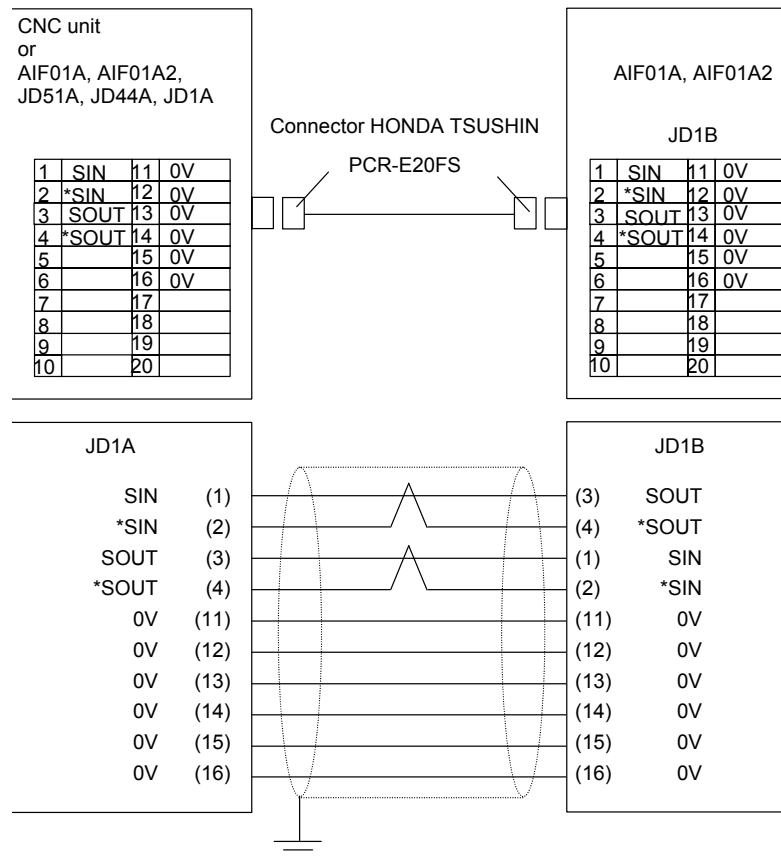 CNC unit
or
AIF01A, AIF01A2,
JD51A, JD44A, JD1A
1 SIN 11 0V
2 *SIN 12 0V
3 SOUT 13 0V
4 *SOUT 14 0V
5 15 0V
6 16 0V
7 17
8 18
9 19
10 20
Connector HONDA TSUSHIN
PCR-E20FS
AIF01A, AIF01A2
JD1B
1 SIN 11 0V
2 *SIN 12 0V
3 SOUT 13 0V
4 *SOUT 14 0V
5 15 0V
6 16 0V
7 17
8 18
9 19
10 20
JD1A JD1B
SIN (1) (3) SOUT
*SIN (2) (4) *SOUT
SOUT (3) (1) SIN
*SOUT (4) (2) *SIN
0V (11) (11) 0V
0V (12) (12) 0V
0V (13) (13) 0V
0V (14) (14) 0V
0V (15) (15) 0V
0V (16) (16) 0V